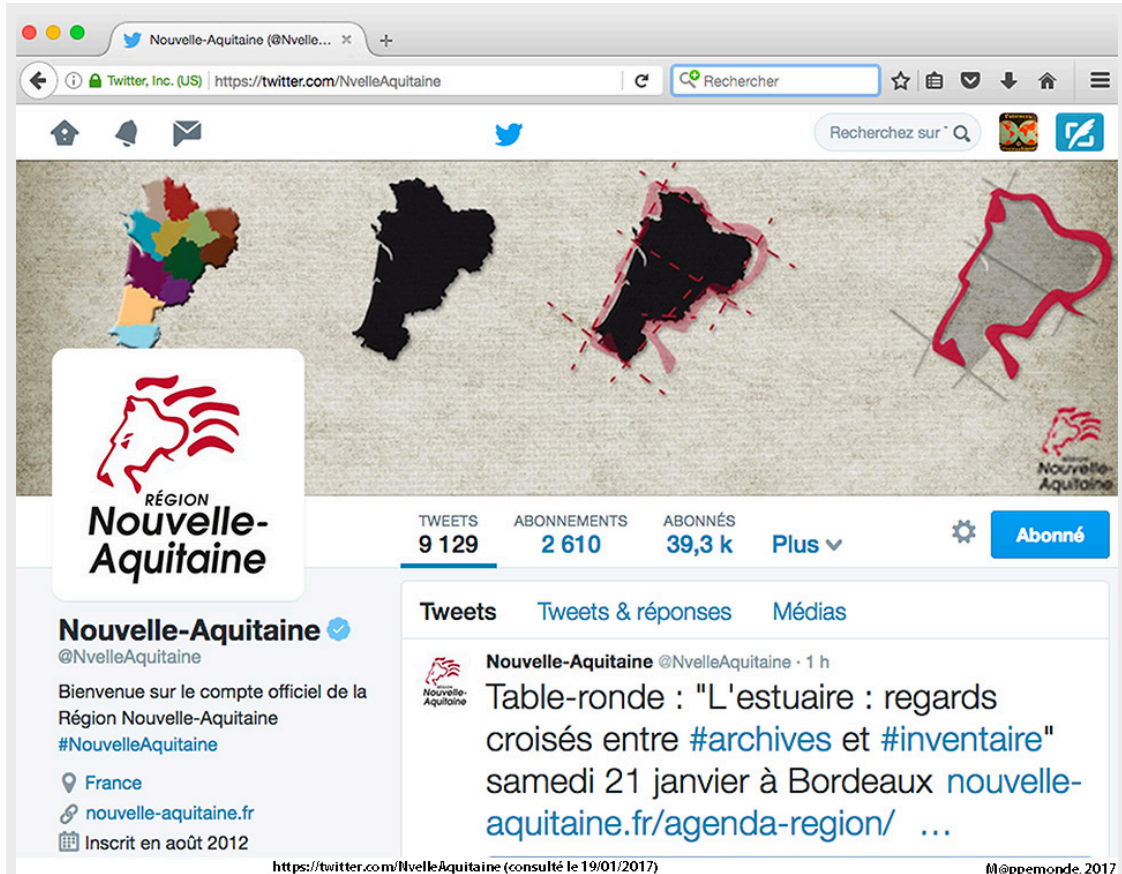 Nouvelle-Aquitaine (@Nvelle...
Twitter, Inc. (US) https://twitter.com/NvelleAquitaine
Rechercher
Recherchez sur
RÉGION
Nouvelle-
Aquitaine
Nouvelle-
Aquitaine
TWEETS ABONNEMENTS ABONNÉS
9 129 2 610 39,3 k Plus
Abonné
Nouvelle-Aquitaine
@NvelleAquitaine
Bienvenue sur le compte officiel de la
Région Nouvelle-Aquitaine
#NouvelleAquitaine
France
nouvelle-aquitaine.fr
Inscrit en août 2012
Tweets Tweets & réponses Médias
Nouvelle-
Aquitaine
Nouvelle-Aquitaine @NvelleAquitaine · 1 h
Table-ronde : "L'estuaire : regards
croisés entre #archives et #inventaire"
samedi 21 janvier à Bordeaux nouvelle-
aquitaine.fr/agenda-region/ …
https://twitter.com/NvelleAquitaine (consulté le 19/01/2017)
M@ppemonde, 2017